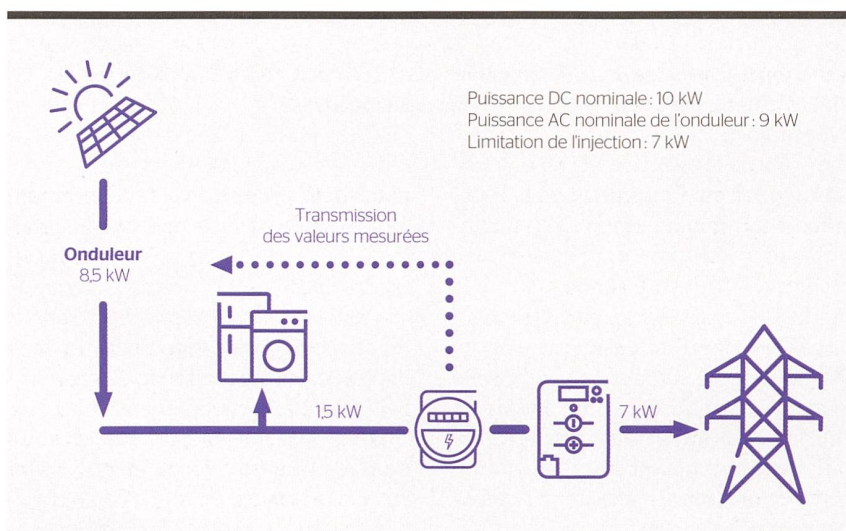 Puissance DC nominale: 10 kW
Puissance AC nominale de l'onduleur: 9 kW
Limitation de l'injection: 7 kW
Transmission
des valeurs mesurées
Onduleur
8,5 kW
1,5 kW
7 kW